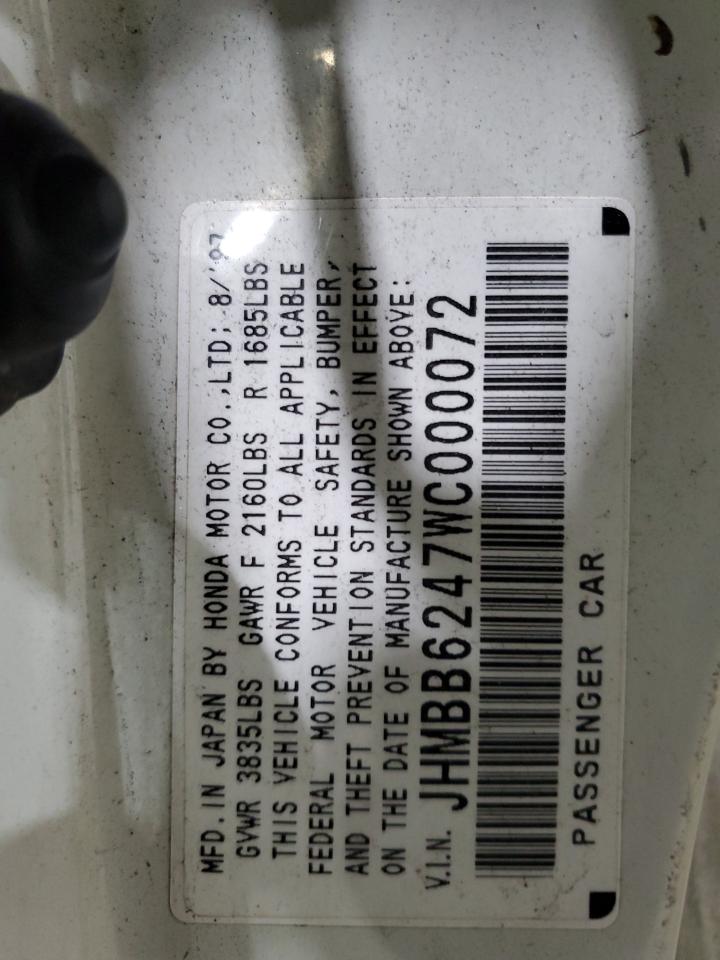 MFD. IN JAPAN BY HONDA MOTOR CO., LTD; 8/'97
GVWR 3835LBS GAWR F 2160LBS R 1685LBS
THIS VEHICLE CONFORMS TO ALL APPLICABLE
FEDERAL MOTOR VEHICLE SAFETY, BUMPER,
AND THEFT PREVENTION STANDARDS IN EFFECT
ON THE DATE OF MANUFACTURE SHOWN ABOVE:
V.I.N. JHMBB6247WC000072
PASSENGER CAR